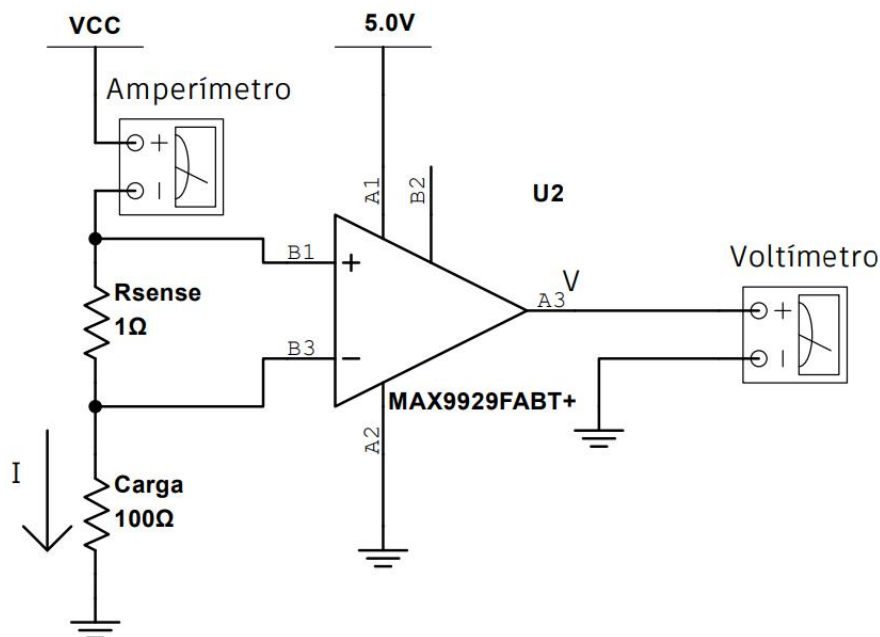 VCC
5.0V
Amperímetro
+
-
A1
B2
U2
B1
+
Rsense
1Ω
V
A3
Voltímetro
+
-
B3
-
MAX9929FABT+
A2
I
Carga
100Ω